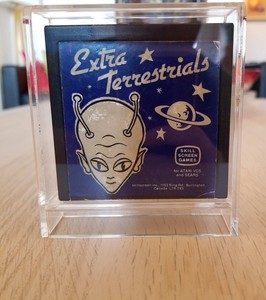 Extra
Terrestrials
SKILL
SCREEN
GAMES
for ATARI VCS
and SEARS